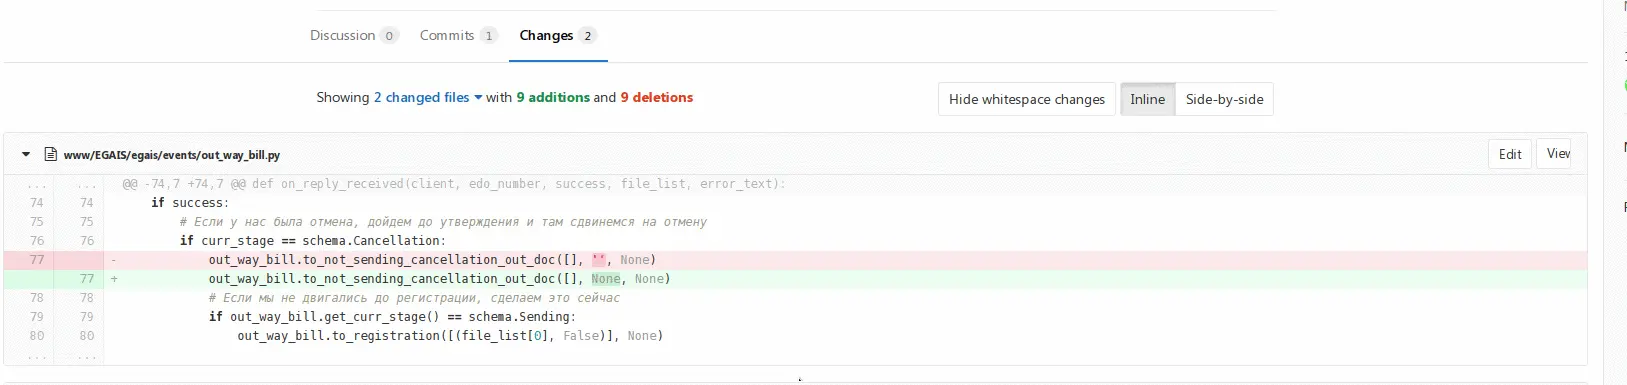 Discussion 0 Commits 1 Changes 2
Showing 2 changed files with 9 additions and 9 deletions
Hide whitespace changes Inline Side-by-side
www/EGAIS/egais/events/out_way_bill.py Edit View
... ... @@ -74,7 +74,7 @@ def on_reply_received(client, edo_number, success, file_list, error_text):
74 74 if success:
75 75 # Если у нас была отмена, дойдем до утверждения и там сдвинемся на отмену
76 76 if curr_stage == schema.Cancellation:
77 - out_way_bill.to_not_sending_cancellation_out_doc([], '', None)
77 + out_way_bill.to_not_sending_cancellation_out_doc([], None, None)
78 78 # Если мы не двигались до регистрации, сделаем это сейчас
79 79 if out_way_bill.get_curr_stage() == schema.Sending:
80 80 out_way_bill.to_registration([(file_list[0], False)], None)
... ...